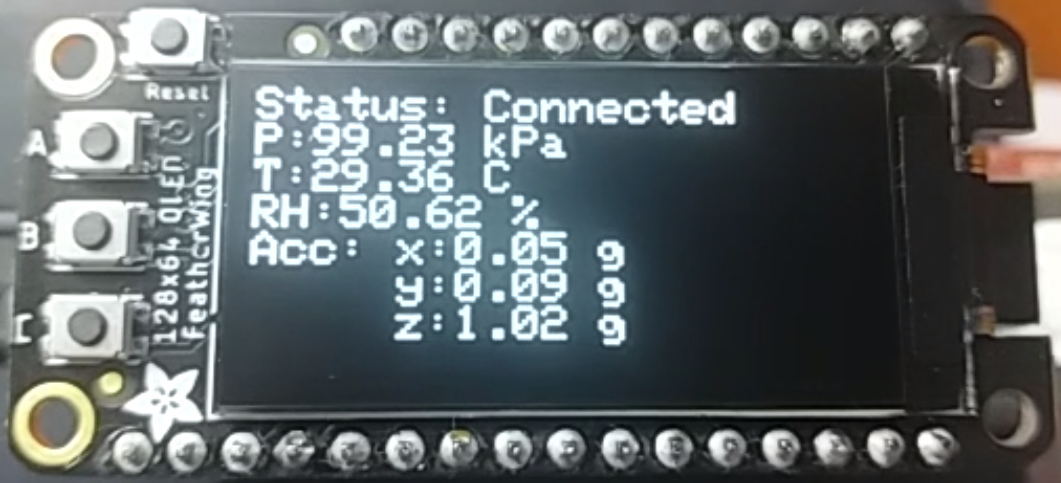 Reset
A
B
C
128x64 OLED
FeatherWing
Status: Connected
P:99.23 kPa
T:29.36 C
RH:50.62 %
Acc: x:0.05 g
y:0.09 g
z:1.02 g